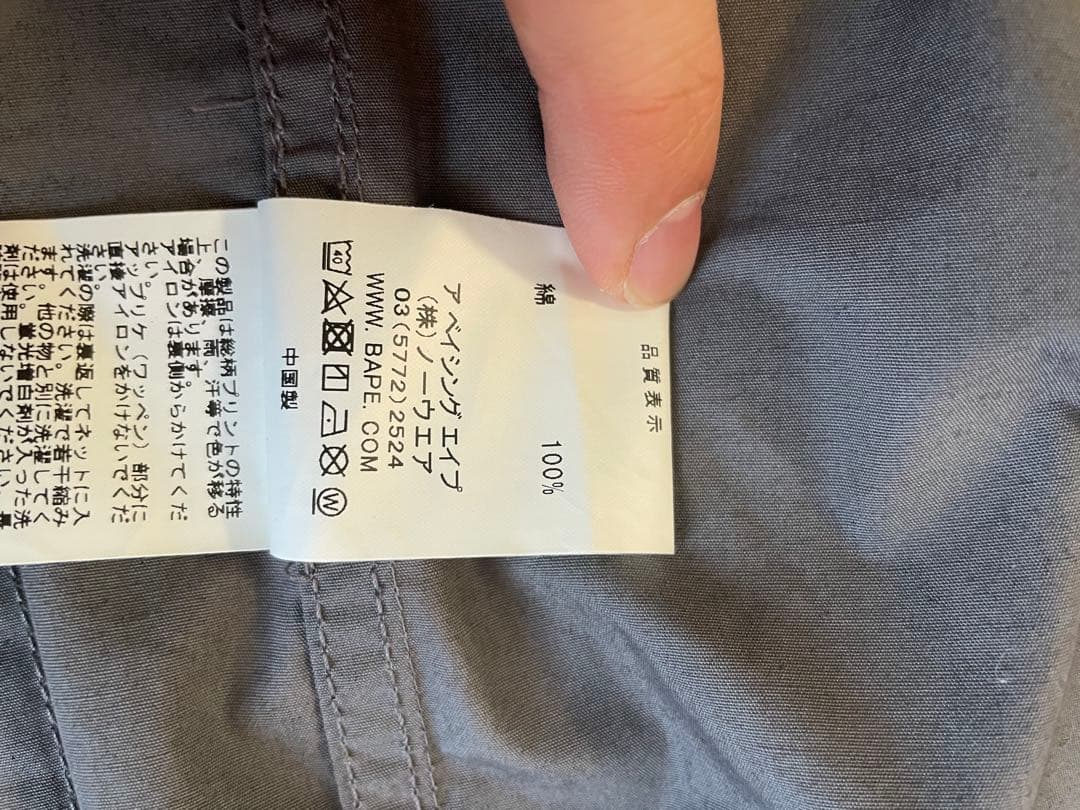 品質表示
綿 100%
ア ベイシング エイプ
(株)ノーウエア
03(5772)2524
WWW. BAPE. COM
40 W
中国製
この製品は総柄プリントの特性
上、摩擦、雨、汗等で色が移る
場合があります。
アイロンは裏側からかけてくだ
さい。
アップリケ(ワッペン)部分に
直接アイロンをかけないでくだ
さい。
洗濯の際は裏返してネットに入
れてください。洗濯で若干縮み
ます。他の物と別に洗濯してく
ださい。蛍光増白剤が入った洗
剤は使用しないでください。